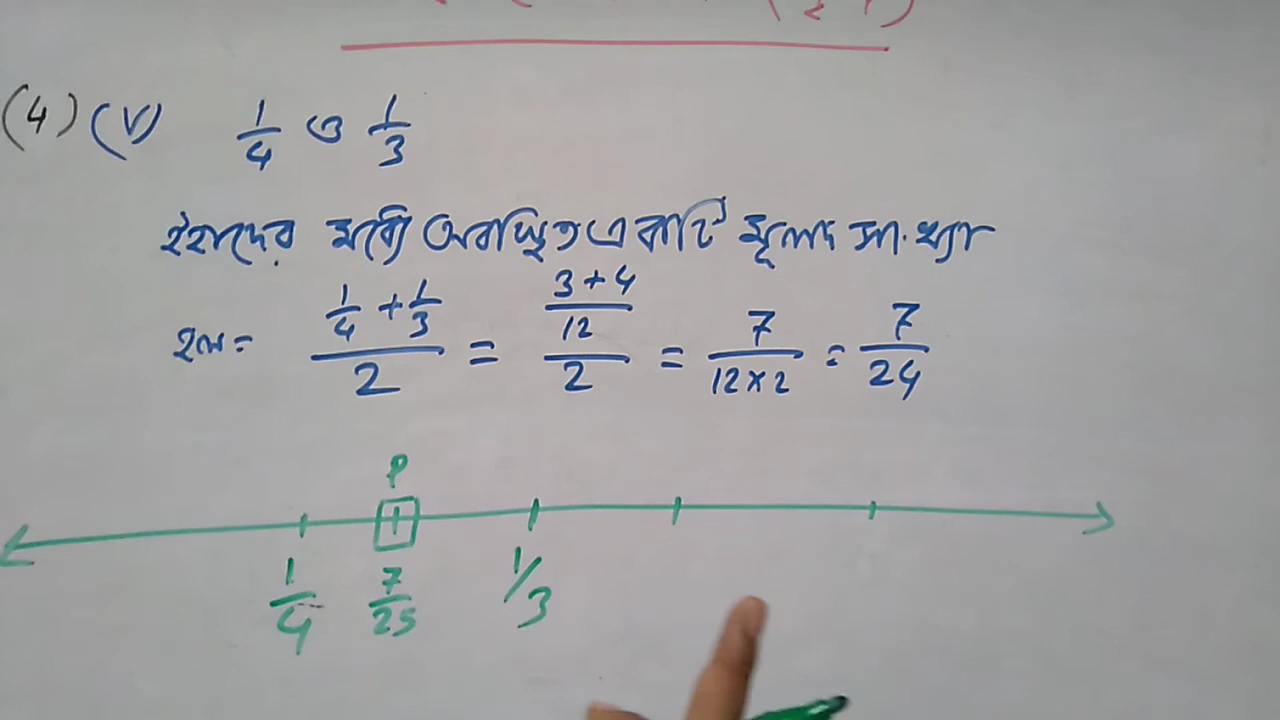 (4) (V) 1/4 ও 1/3
ইহাদের মধ্যে অবস্থিত একটি মূলদ সংখ্যা
হল = (1/4 + 1/3)/2 = ((3+4)/12)/2 = 7/(12×2) = 7/24
P
1/4 7/25 1/3